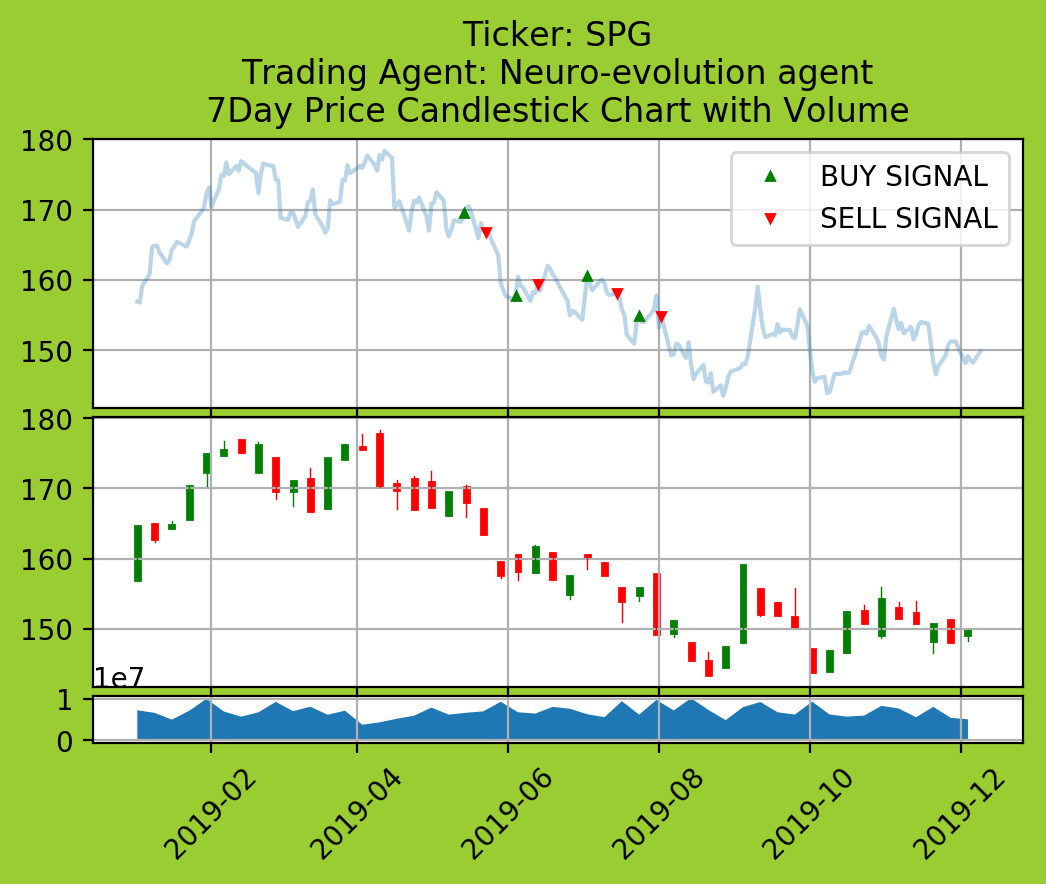 Ticker: SPG
Trading Agent: Neuro-evolution agent
7Day Price Candlestick Chart with Volume
180
170
160
150
BUY SIGNAL
SELL SIGNAL
180
170
160
150
1e7
1
0
2019-02
2019-04
2019-06
2019-08
2019-10
2019-12